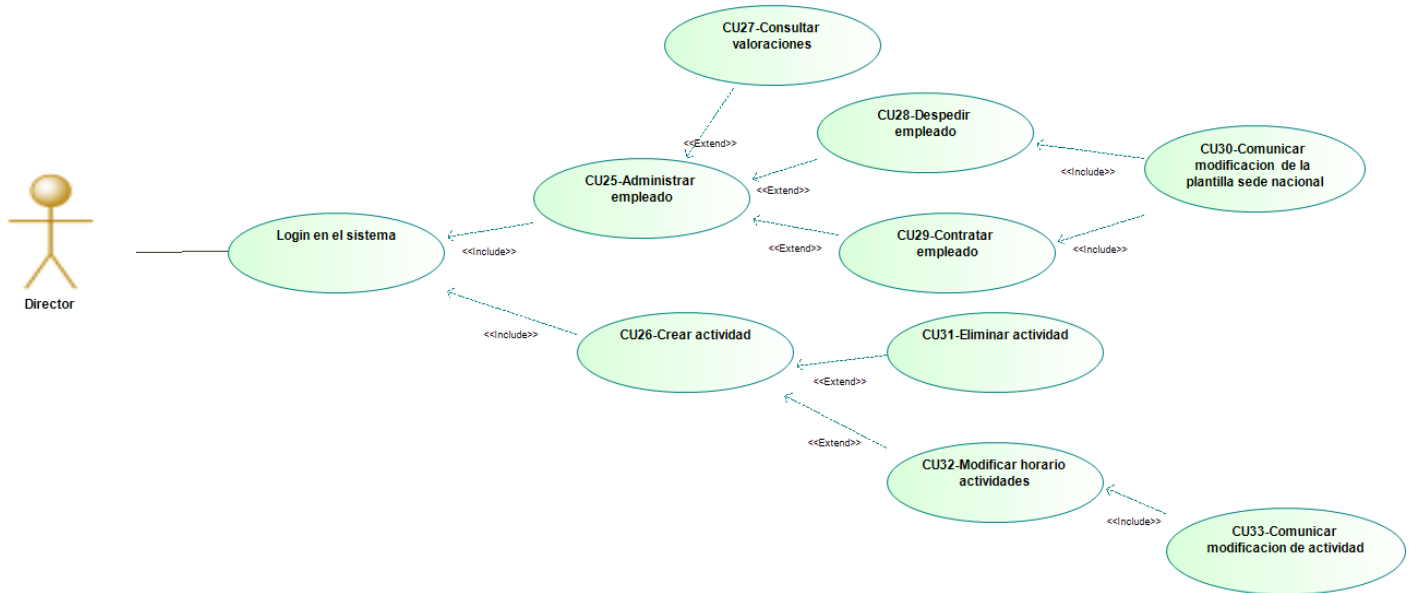 CU27-Consultar
valoraciones
CU28-Despedir
empleado
<<Extend>>
CU30-Comunicar
modificacion de la
plantilla sede nacional
<<Include>>
CU25-Administrar
empleado
<<Extend>>
Login en el sistema
<<Include>>
<<Extend>>
CU29-Contratar
empleado
<<Include>>
Director
<<Include>>
CU26-Crear actividad
CU31-Eliminar actividad
<<Extend>>
<<Extend>>
CU32-Modificar horario
actividades
<<Include>>
CU33-Comunicar
modificacion de actividad